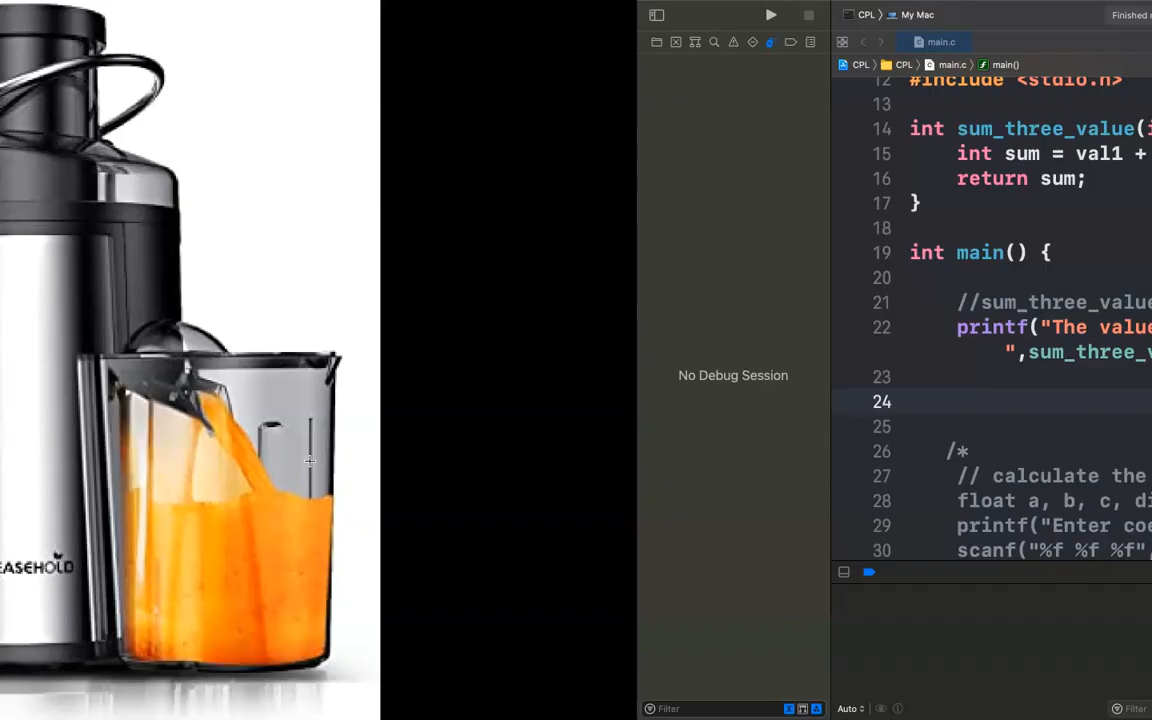 EASEHOLD
CPL
My Mac
Finished
main.c
CPL
CPL
main.c
main()
12 #include <stdio.h>
13
14 int sum_three_value(i
15 int sum = val1 +
16 return sum;
17 }
18
19 int main() {
20
21 //sum_three_value
22 printf("The value
",sum_three_v
23
24
25
26 /*
27 // calculate the
28 float a, b, c, di
29 printf("Enter coe
30 scanf("%f %f %f",
No Debug Session
Filter
Auto
Filter